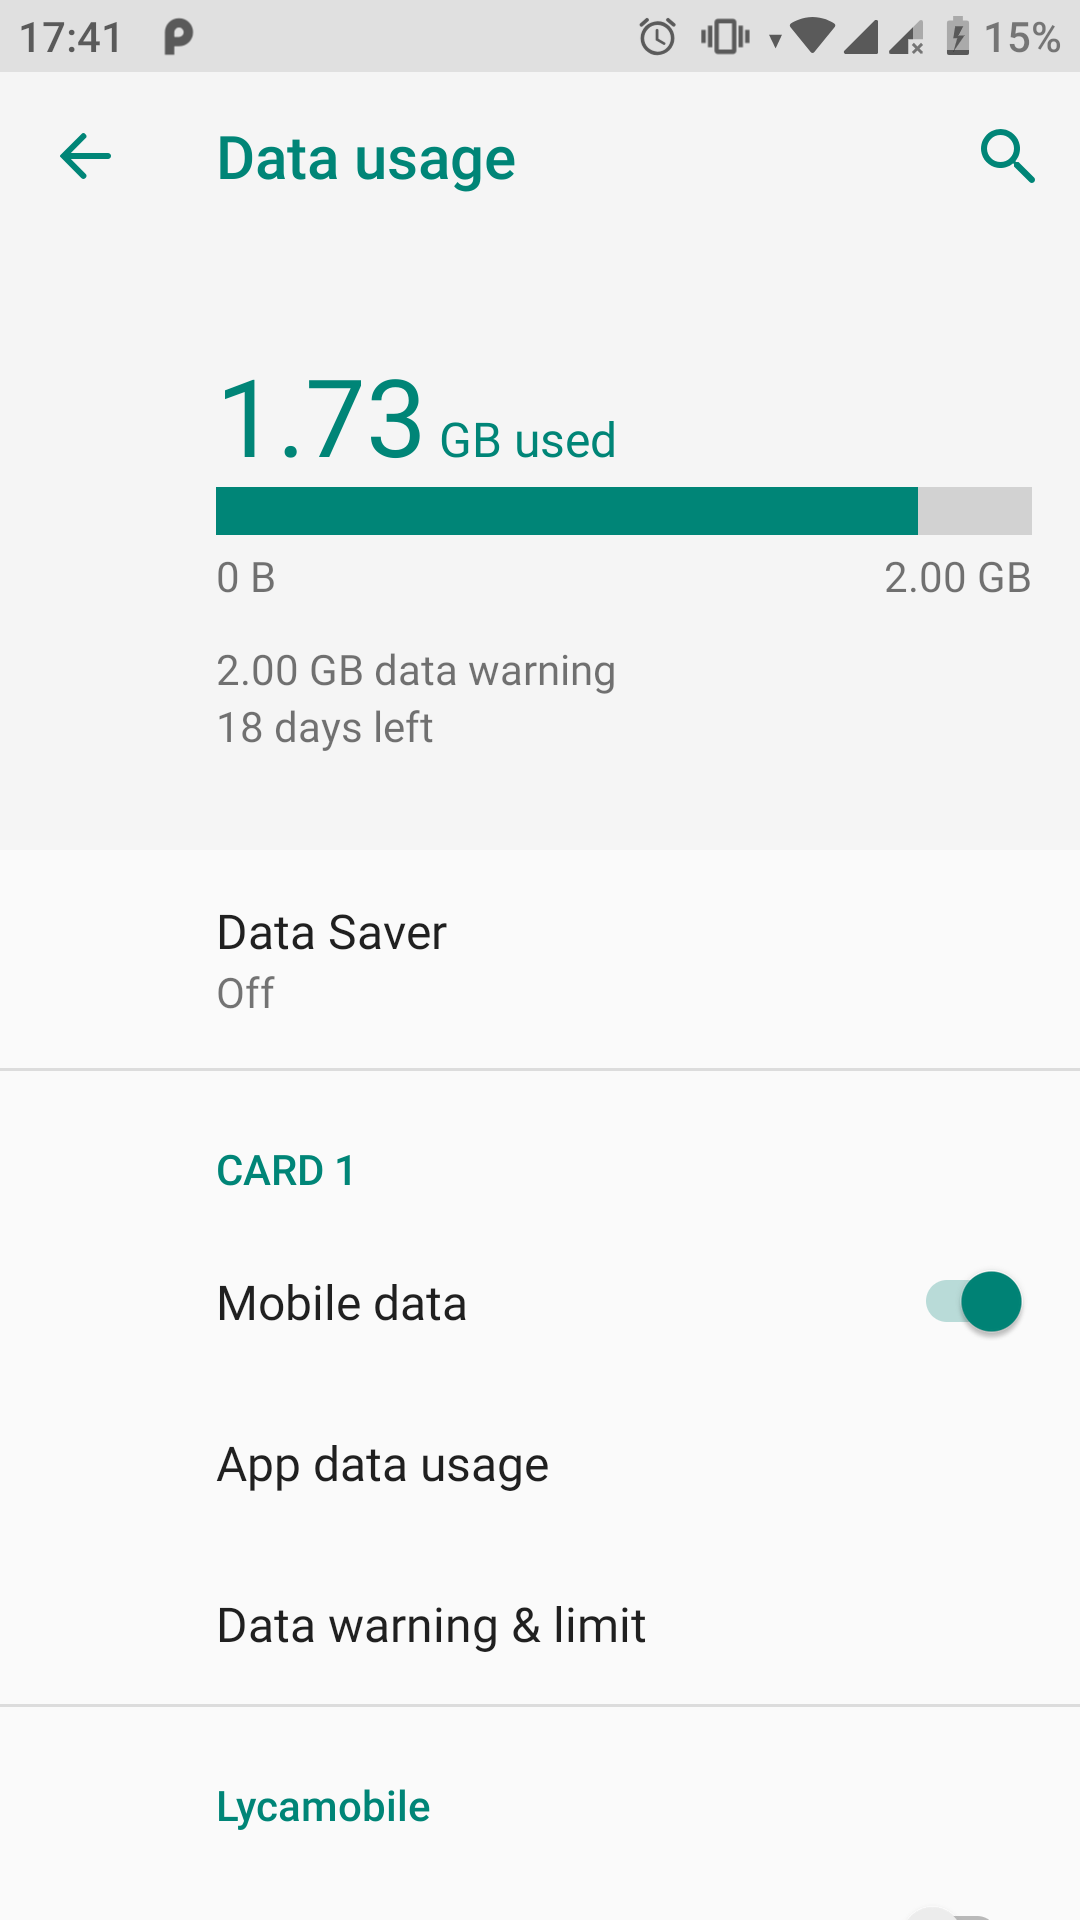 17:41 15%
Data usage
1.73 GB used
0 B 2.00 GB
2.00 GB data warning
18 days left
Data Saver
Off
CARD 1
Mobile data
App data usage
Data warning & limit
Lycamobile